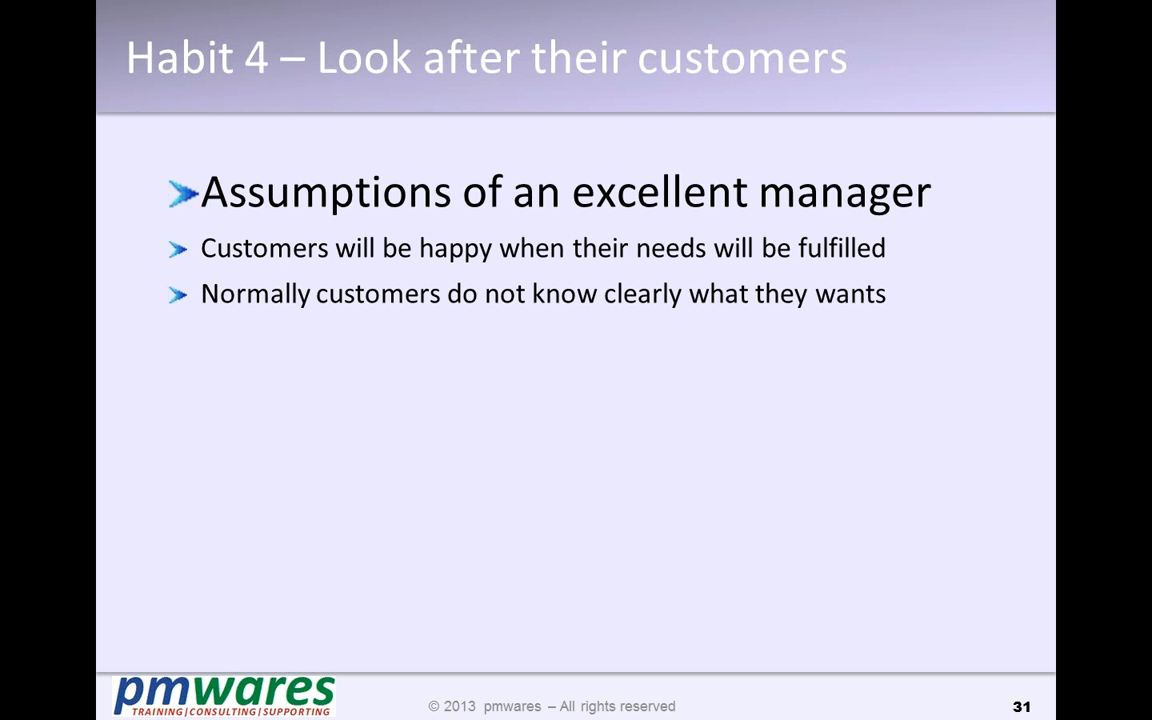 Habit 4 – Look after their customers
Assumptions of an excellent manager
Customers will be happy when their needs will be fulfilled
Normally customers do not know clearly what they wants
pmwares
TRAINING|CONSULTING|SUPPORTING
© 2013 pmwares – All rights reserved
31